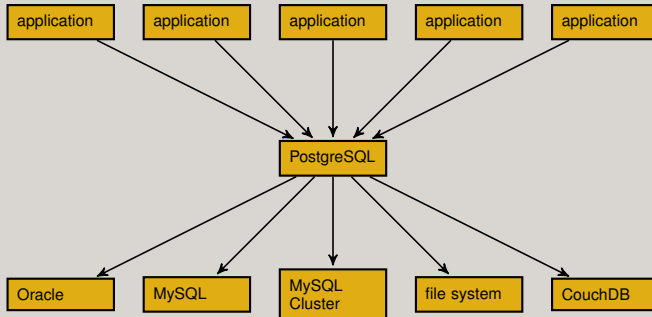 application
application
application
application
application
PostgreSQL
Oracle
MySQL
MySQL
Cluster
file system
CouchDB